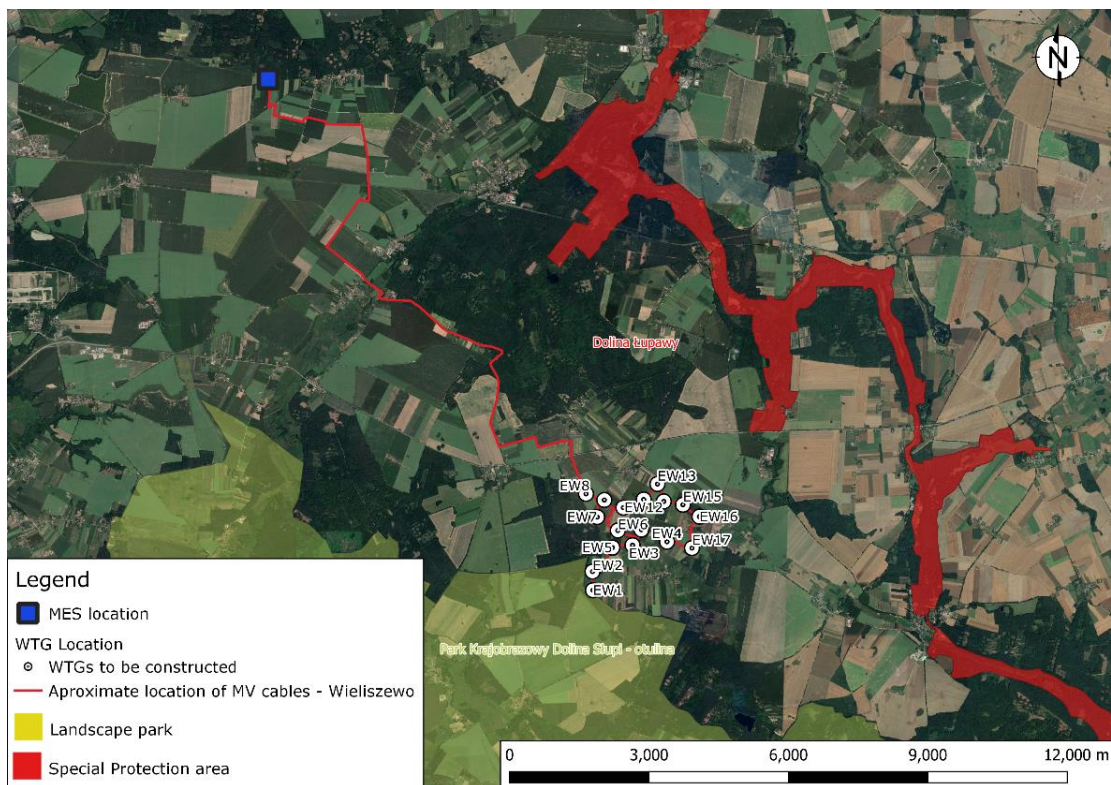 N
Dolina Łupawy
EW13
EW8
EW15
EW12
EW16
EW7
EW6
EW4
EW5
EW3
EW17
EW2
EW1
Park Krajobrazowy Dolina Słupi - otulina
Legend
MES location
WTG Location
WTGs to be constructed
Aproximate location of MV cables - Wieliszewo
Landscape park
Special Protection area
0 3,000 6,000 9,000 12,000 m